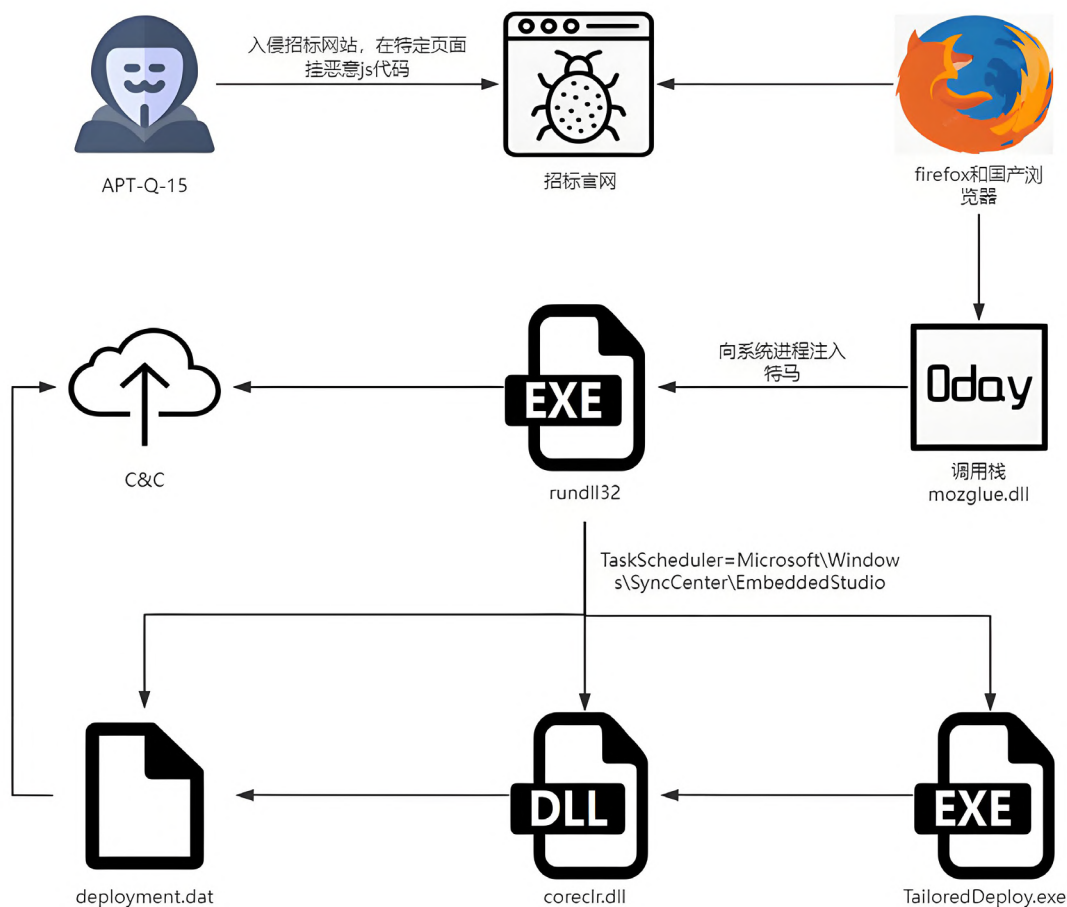 入侵招标网站，在特定页面
挂恶意js代码
APT-Q-15
招标官网
firefox和国产浏
览器
向系统进程注入
特马
0day
EXE
C&C
rundll32
调用栈
mozglue.dll
TaskScheduler=Microsoft\Window
s\SyncCenter\EmbeddedStudio
DLL
EXE
deployment.dat
coreclr.dll
TailoredDeploy.exe